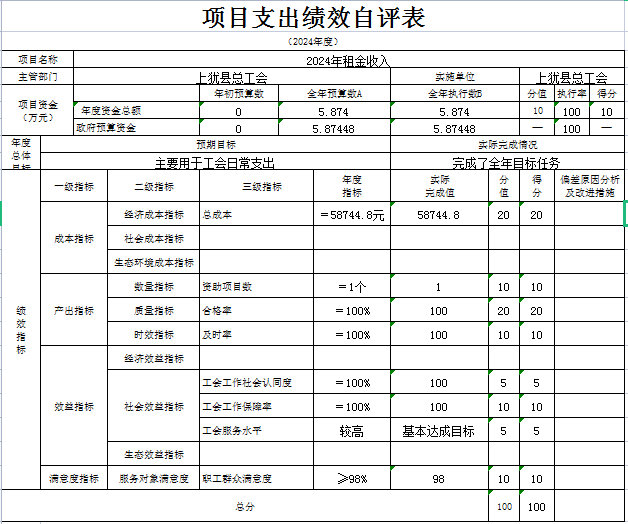 项目支出绩效自评表
（2024年度）
项目名称 2024年租金收入
主管部门 上犹县总工会 实施单位 上犹县总工会
项目资金（万元） 年初预算数 全年预算数A 全年执行数B 分值 执行率 得分
年度资金总额 0 5.874 5.874 10 100 10
政府预算资金 0 5.87448 5.87448 — 100 —
年度总体目标 预期目标 实际完成情况
主要用于工会日常支出 完成了全年目标任务
绩效指标 一级指标 二级指标 三级指标 年度指标 实际完成值 分值 得分 偏差原因分析及改进措施
成本指标 经济成本指标 总成本 ＝58744.8元 58744.8 20 20
社会成本指标
生态环境成本指标
产出指标 数量指标 资助项目数 ＝1个 1 10 10
质量指标 合格率 ＝100% 100 20 20
时效指标 及时率 ＝100% 100 10 10
效益指标 经济效益指标
社会效益指标 工会工作社会认同度 ＝100% 100 5 5
工会工作保障率 ＝100% 100 10 10
工会服务水平 较高 基本达成目标 5 5
生态效益指标
满意度指标 服务对象满意度 职工群众满意度 ≥98% 98 10 10
总分 100 100